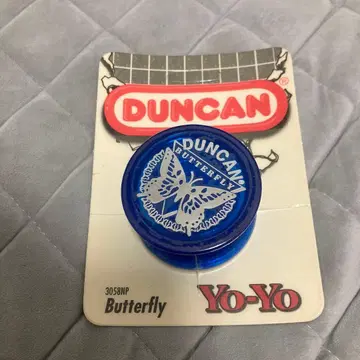 DUNCAN
DUNCAN®
BUTTERFLY
3058NP
Butterfly
Yo-Yo